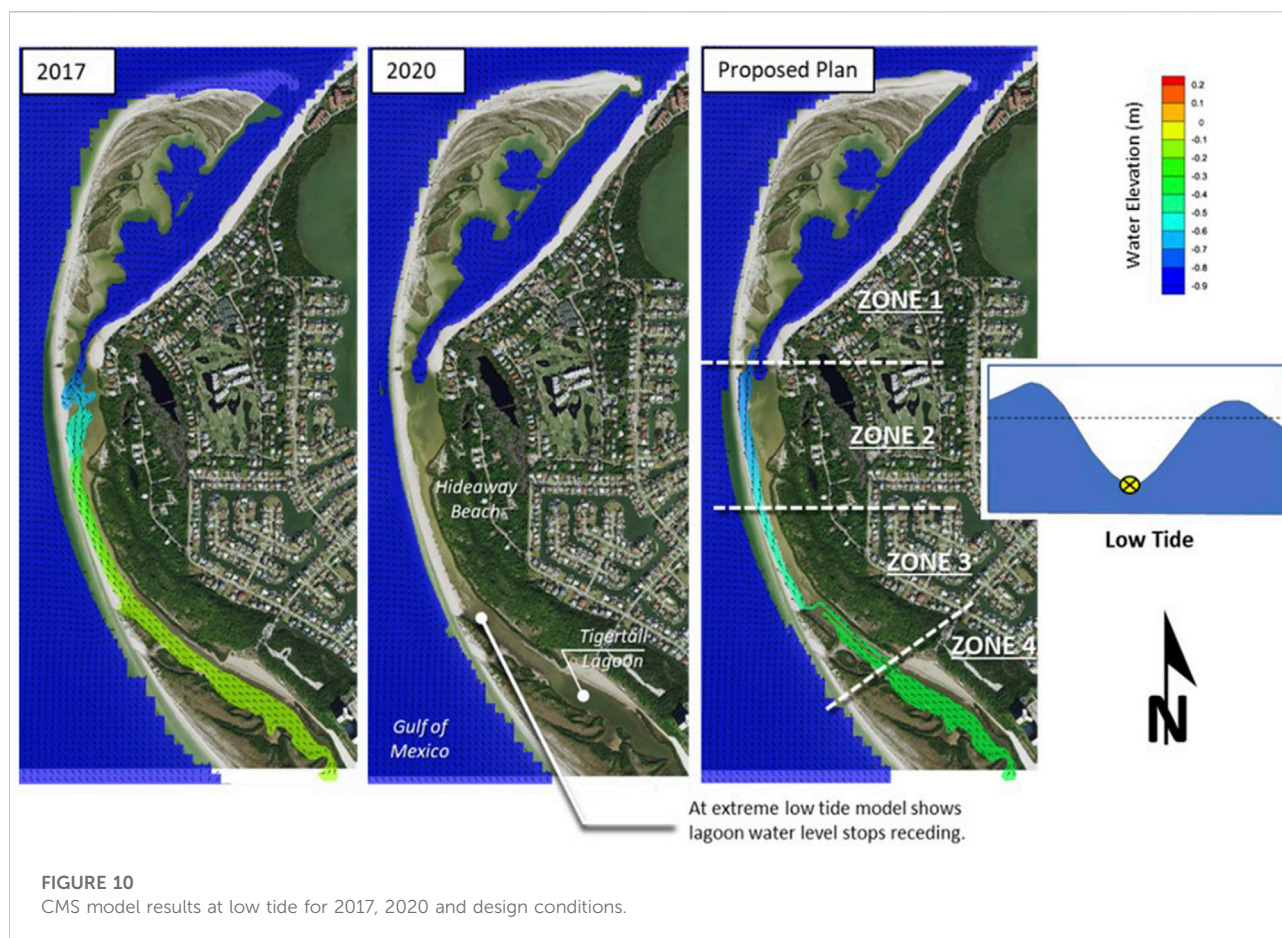 2017
2020
Proposed Plan
Water Elevation (m)
0.2
0.1
0
-0.1
-0.2
-0.3
-0.4
-0.5
-0.6
-0.7
-0.8
-0.9
ZONE 1
ZONE 2
ZONE 3
ZONE 4
Hideaway
Beach
Tigertail
Lagoon
Gulf of
Mexico
Low Tide
N
At extreme low tide model shows
lagoon water level stops receding.
FIGURE 10
CMS model results at low tide for 2017, 2020 and design conditions.